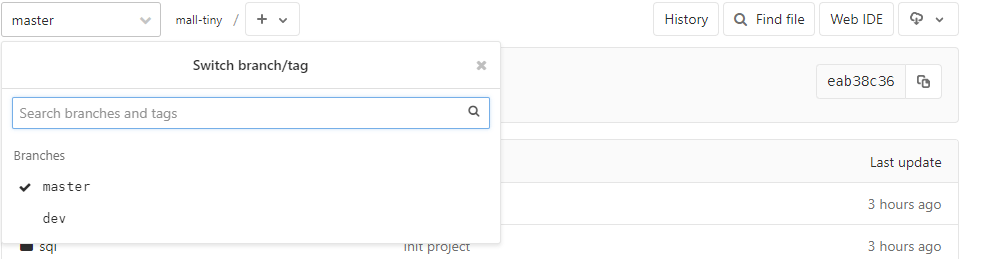 master mall-tiny / + History Find file Web IDE
Switch branch/tag
eab38c36
Search branches and tags
Branches
Last update
master
3 hours ago
dev
sql init project 3 hours ago